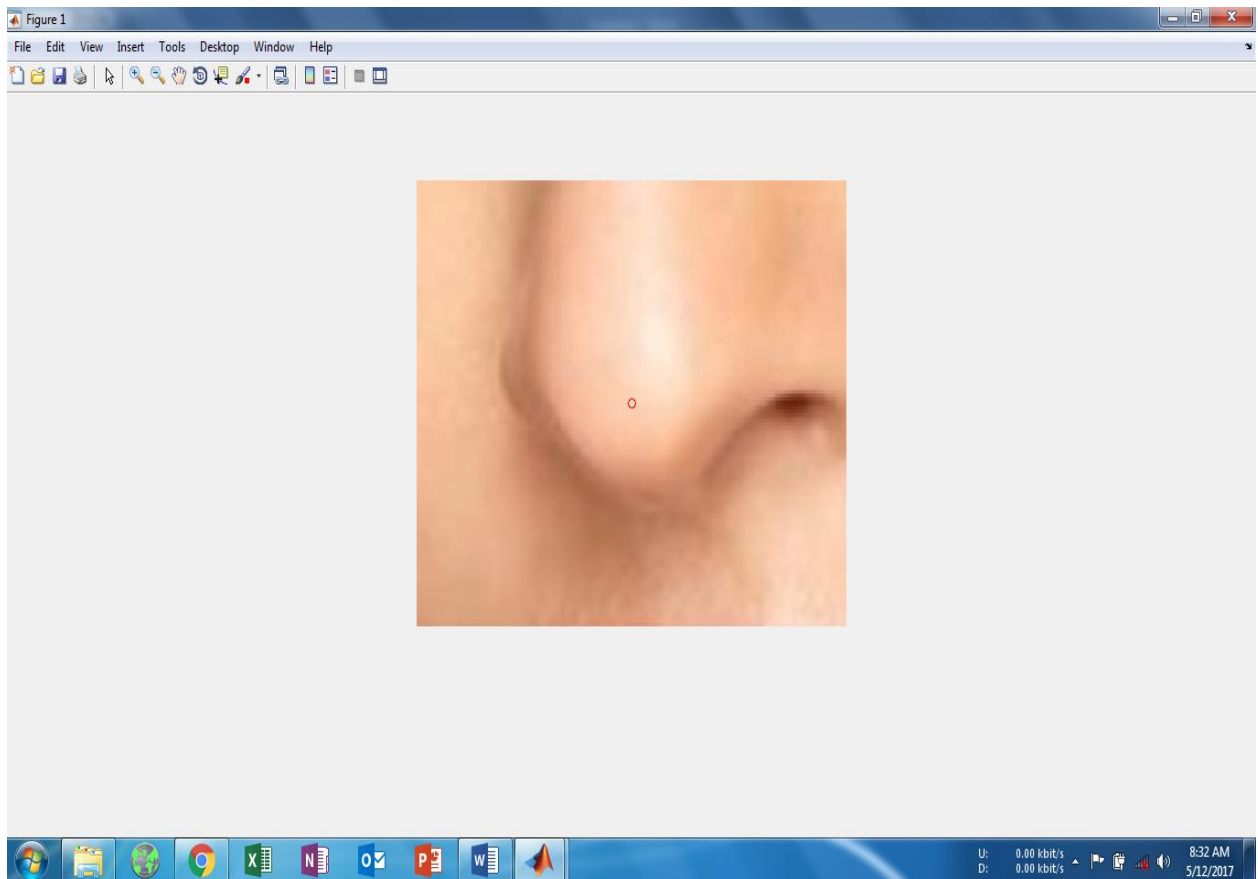 Figure 1
File Edit View Insert Tools Desktop Window Help
U: 0.00 kbit/s
D: 0.00 kbit/s
8:32 AM
5/12/2017